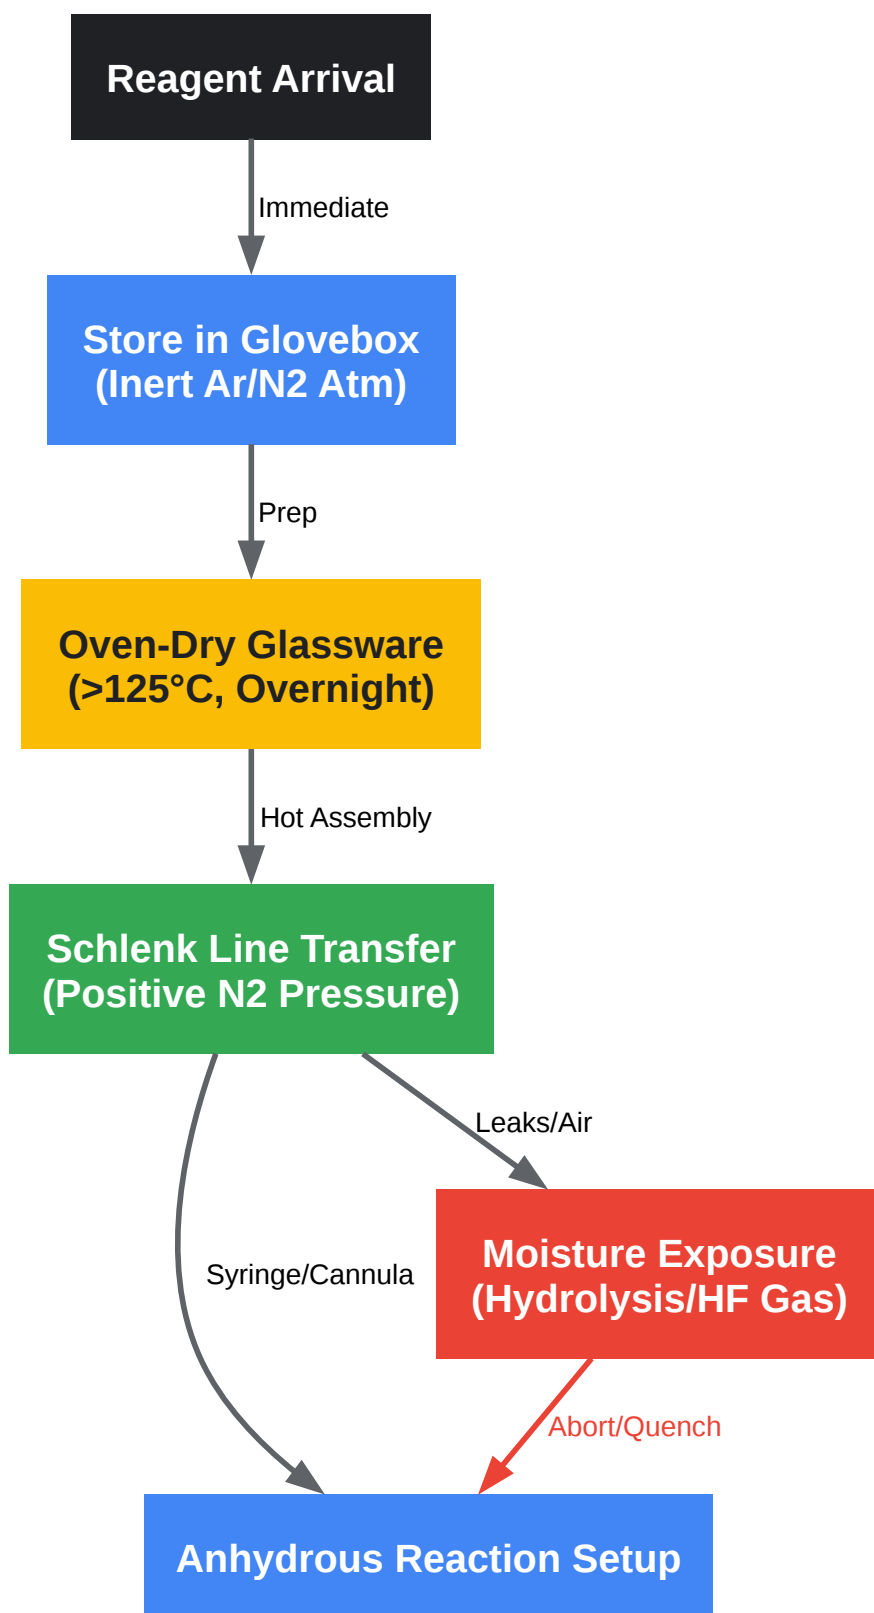 Reagent Arrival
Immediate
Store in Glovebox
(Inert Ar/N2 Atm)
Prep
Oven-Dry Glassware
(>125°C, Overnight)
Hot Assembly
Schlenk Line Transfer
(Positive N2 Pressure)
Leaks/Air
Moisture Exposure
(Hydrolysis/HF Gas)
Syringe/Cannula
Abort/Quench
Anhydrous Reaction Setup